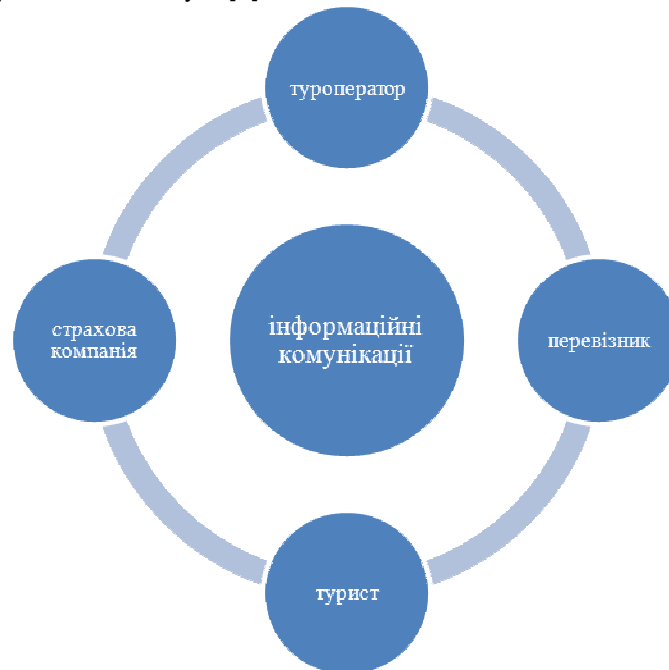 туроператор
страхова
компанія
інформаційні
комунікації
перевізник
турист